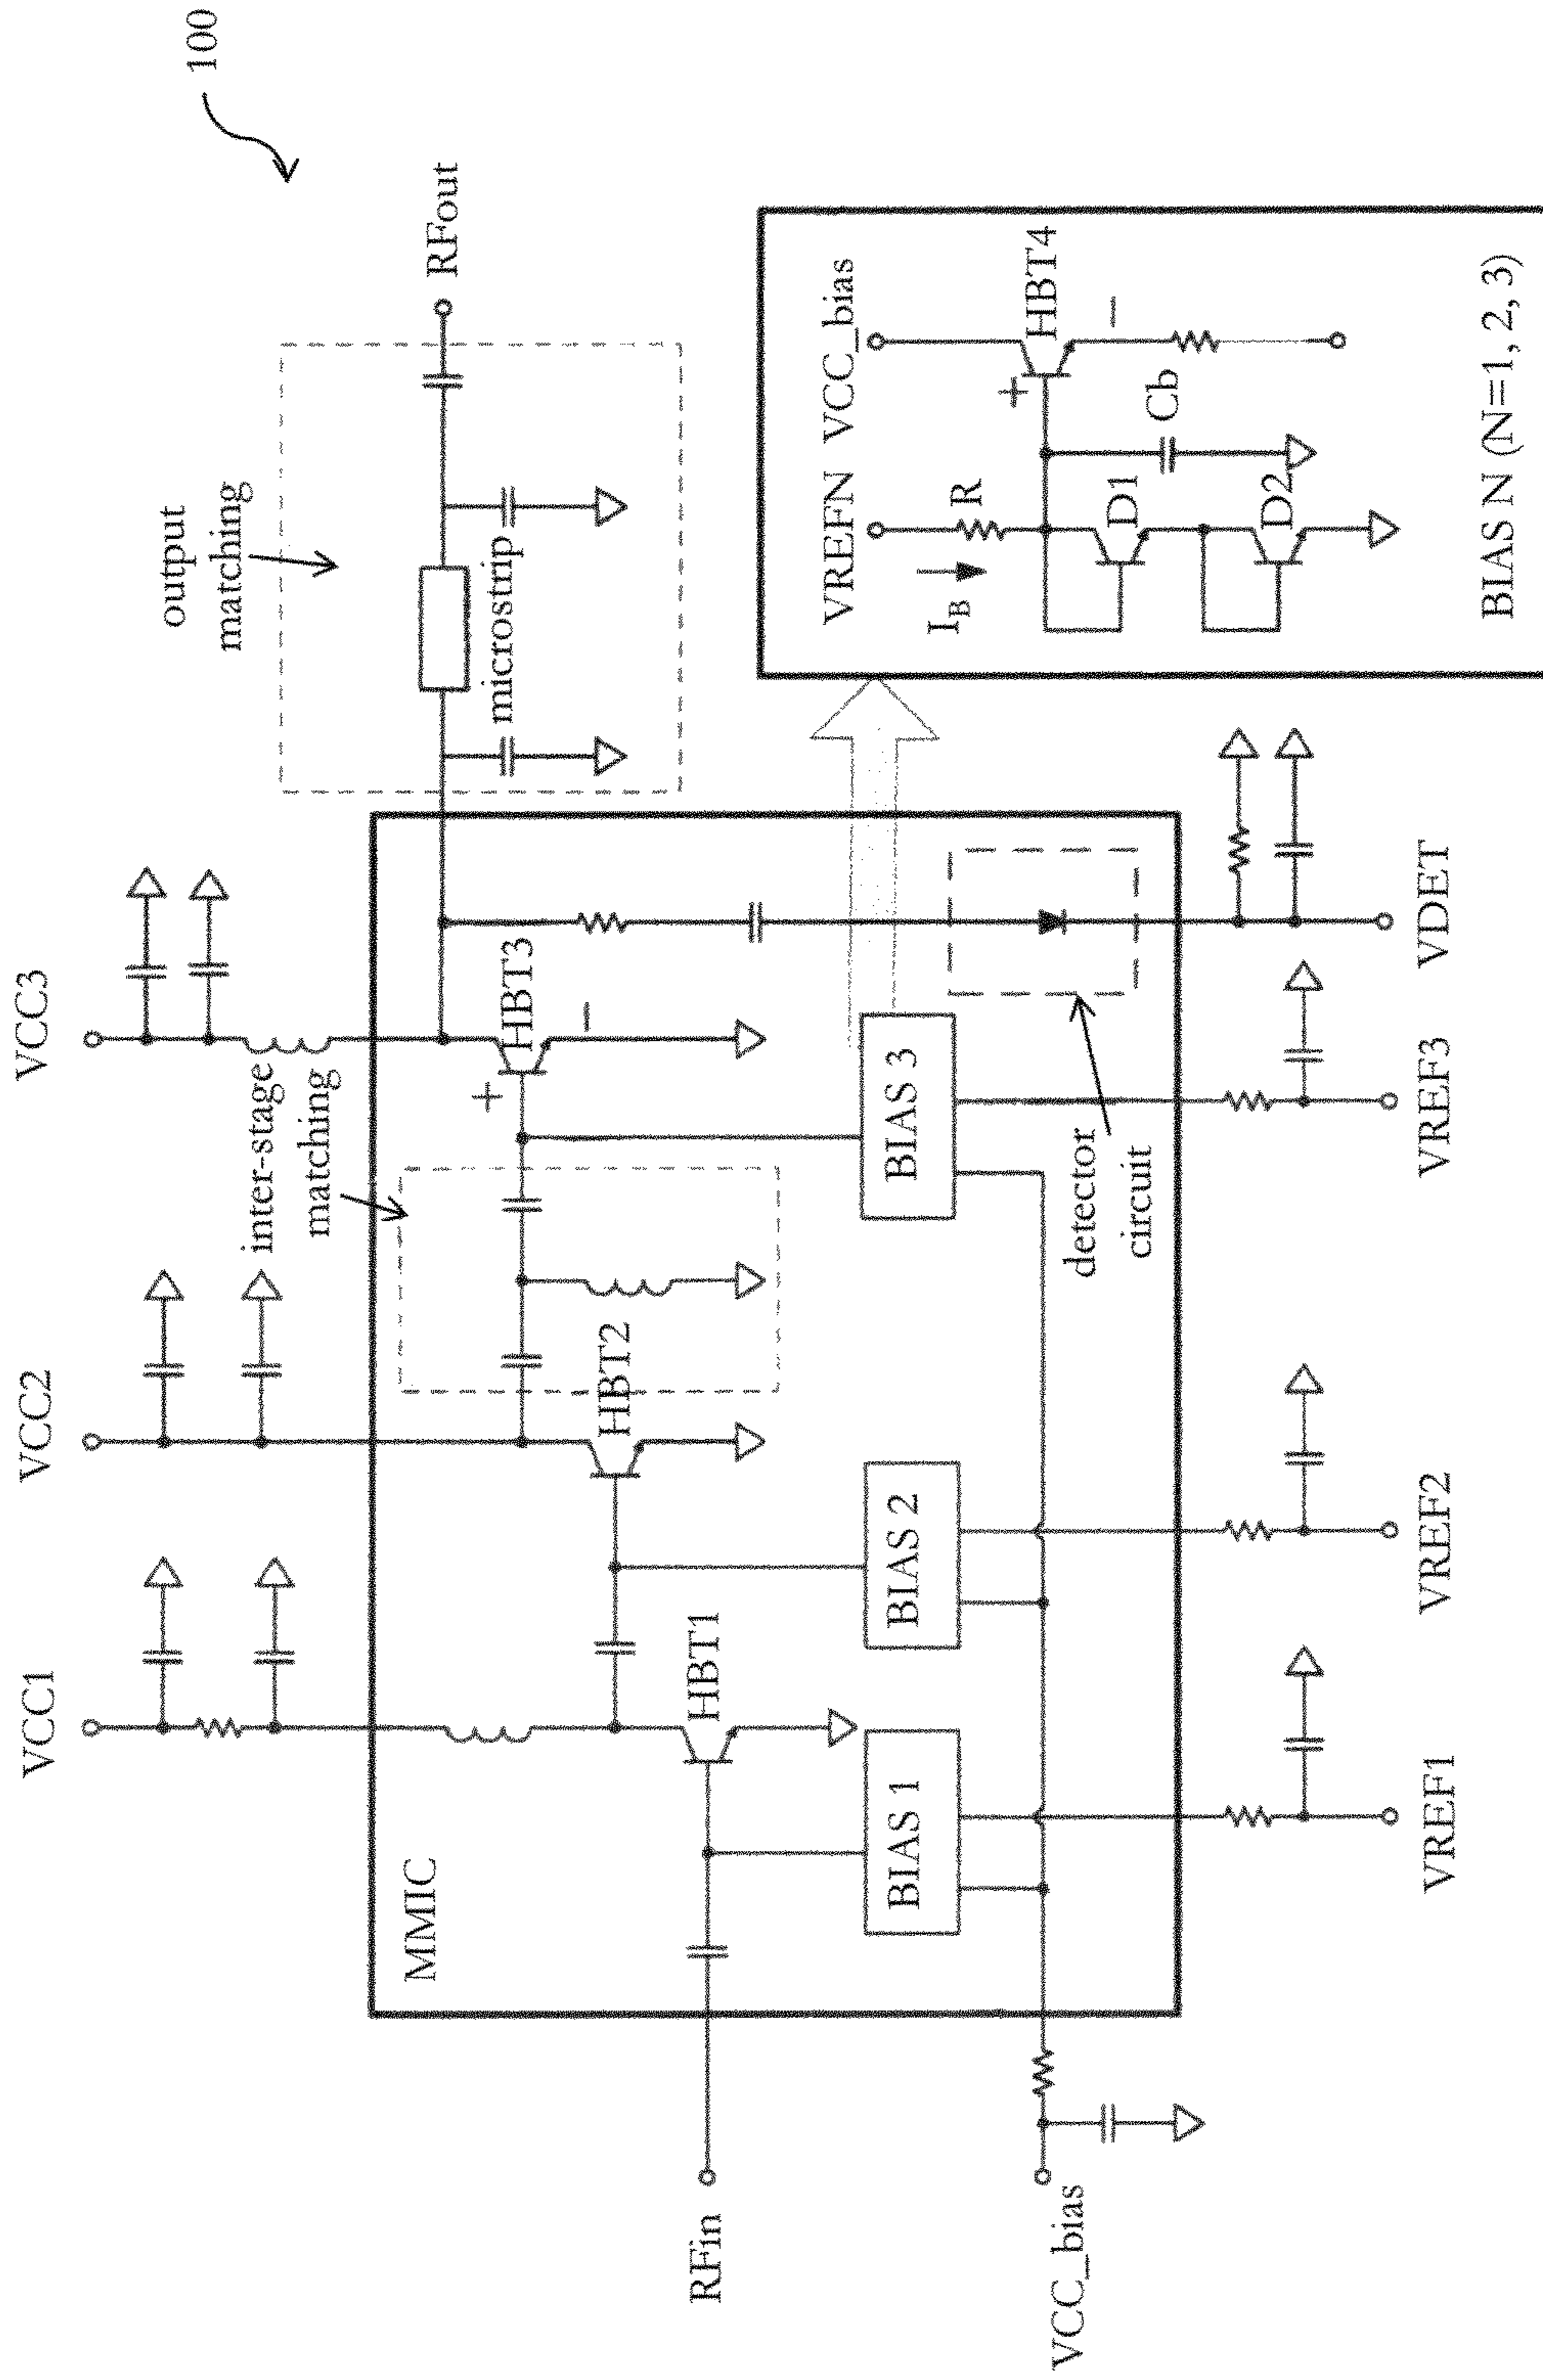 100
VCC1
VCC2
VCC3
inter-stage
matching
output
matching
microstrip
RFout
MMIC
HBT1
HBT2
HBT3
+
−
RFin
BIAS 1
BIAS 2
BIAS 3
detector
circuit
VCC_bias
VREF1
VREF2
VREF3
VDET
VREFN
VCC_bias
I_B
R
+
HBT4
−
D1
Cb
D2
BIAS N (N=1, 2, 3)